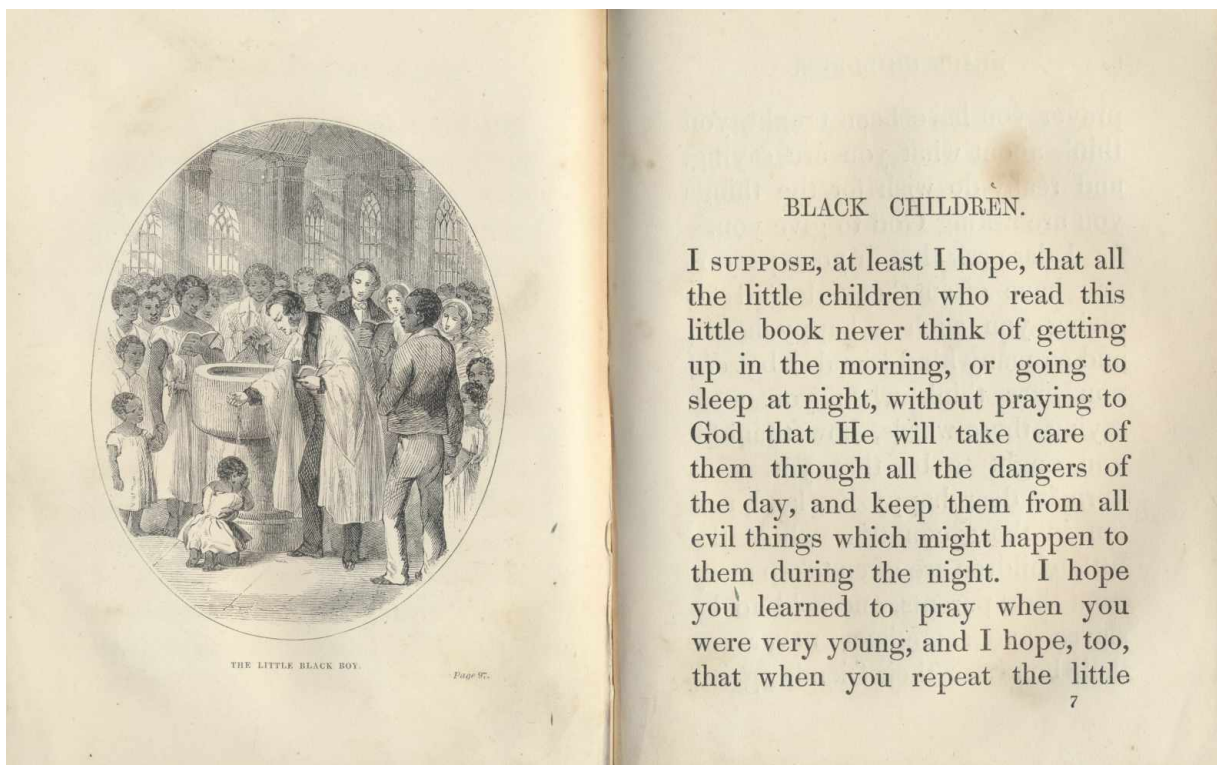 THE LITTLE BLACK BOY.
Page 97.
BLACK CHILDREN.
I SUPPOSE, at least I hope, that all
the little children who read this
little book never think of getting
up in the morning, or going to
sleep at night, without praying to
God that He will take care of
them through all the dangers of
the day, and keep them from all
evil things which might happen to
them during the night. I hope
you learned to pray when you
were very young, and I hope, too,
that when you repeat the little
7